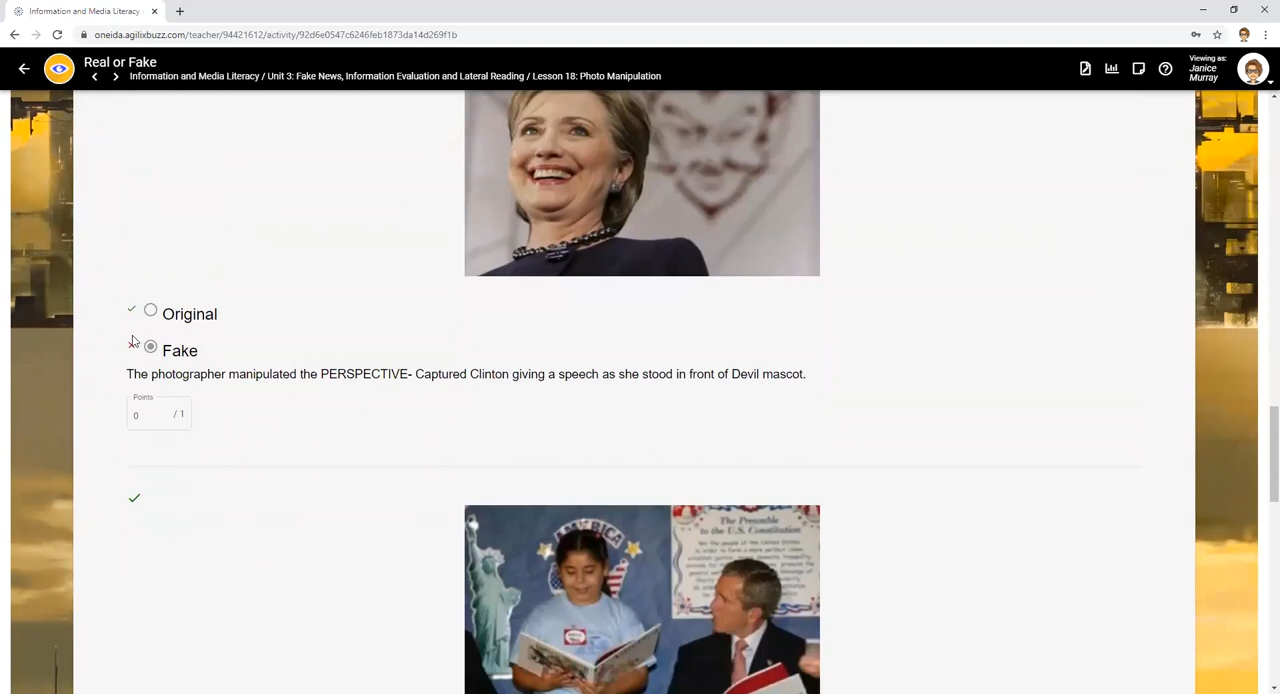 Information and Media Literacy
oneida.agilixbuzz.com/teacher/94421612/activity/92d6e0547c6246feb1873da14d269f1b
Real or Fake
Information and Media Literacy / Unit 3: Fake News, Information Evaluation and Lateral Reading / Lesson 18: Photo Manipulation
Viewing as:
Janice
Murray
Original
Fake
The photographer manipulated the PERSPECTIVE- Captured Clinton giving a speech as she stood in front of Devil mascot.
Points
0 / 1
AMERICA
The Preamble
to the U.S. Constitution